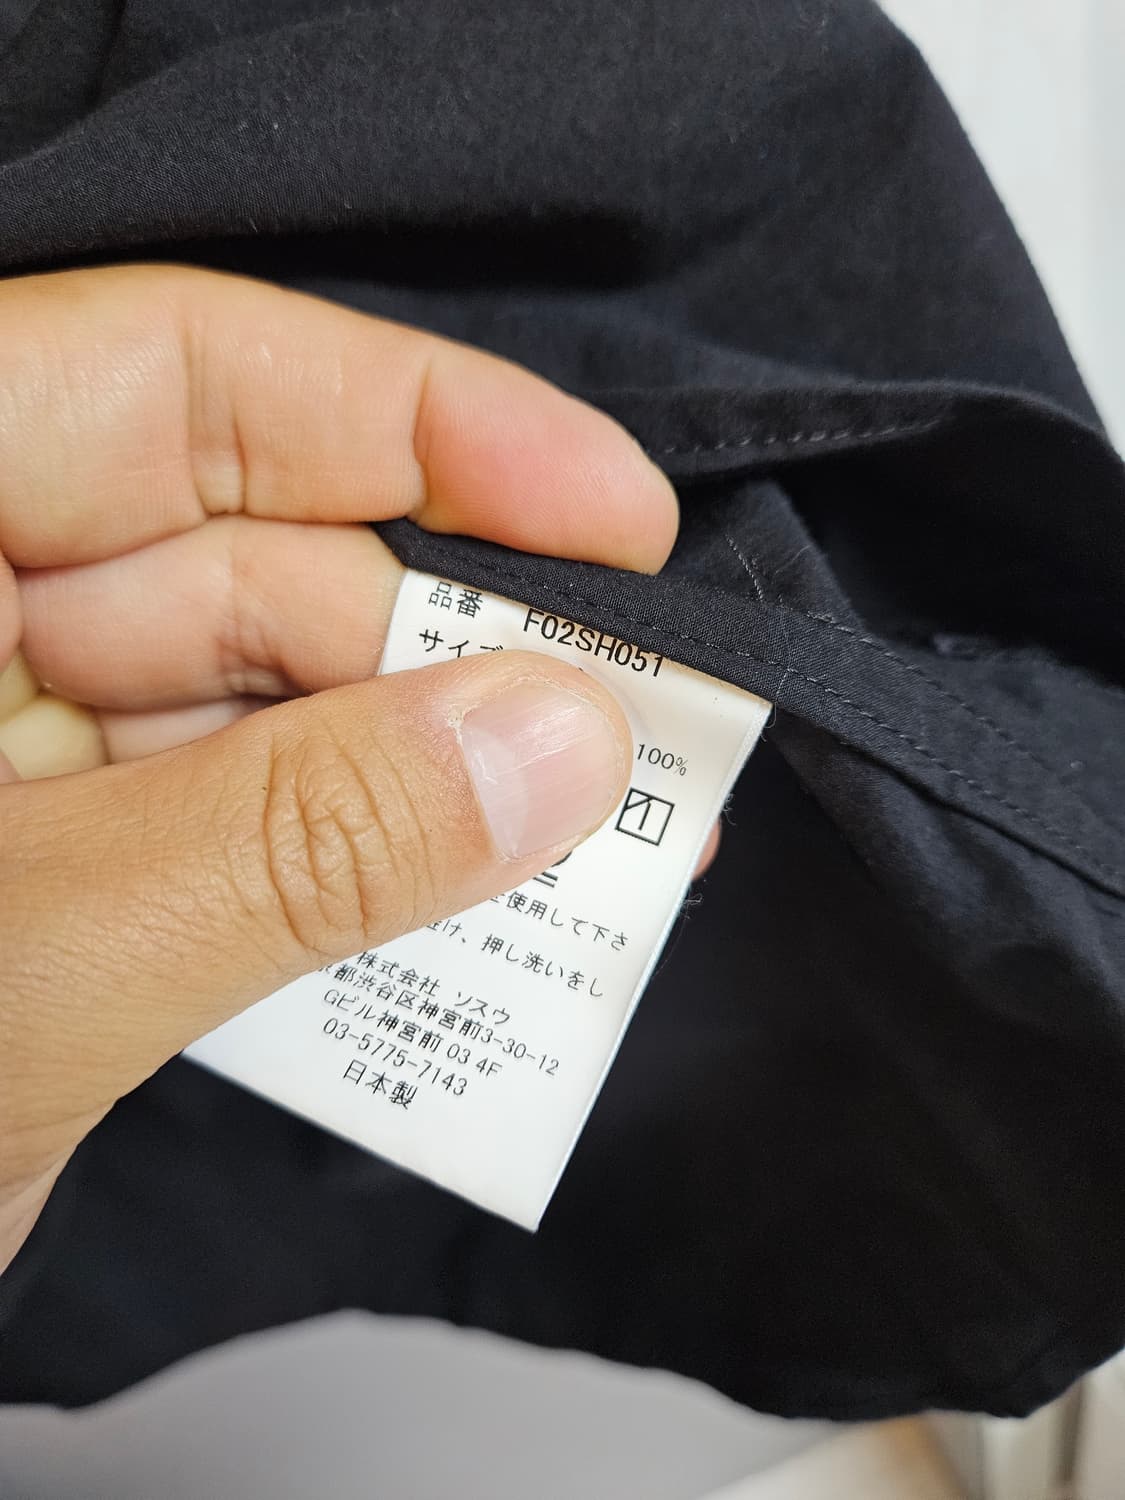 品番 F02SH051
サイズ
100%
使用して下さ
け、押し洗いをし
株式会社 ソスウ
都渋谷区神宮前3-30-12
Gビル神宮前 03 4F
03-5775-7143
日本製